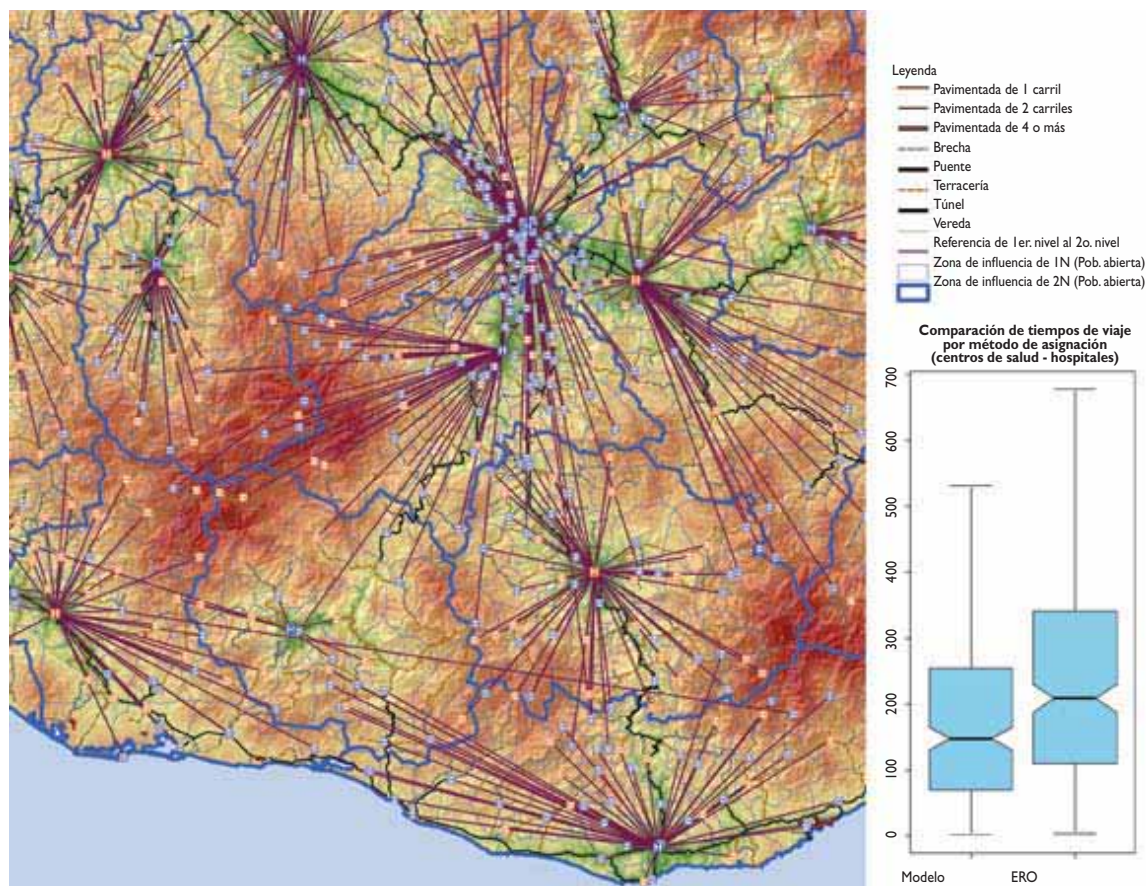 Leyenda
Pavimentada de 1 carril
Pavimentada de 2 carriles
Pavimentada de 4 o más
Brecha
Puente
Terracería
Túnel
Vereda
Referencia de 1er. nivel al 2o. nivel
Zona de influencia de 1N (Pob. abierta)
Zona de influencia de 2N (Pob. abierta)
Comparación de tiempos de viaje
por método de asignación
(centros de salud - hospitales)
700
600
500
400
300
200
100
0
Modelo ERO